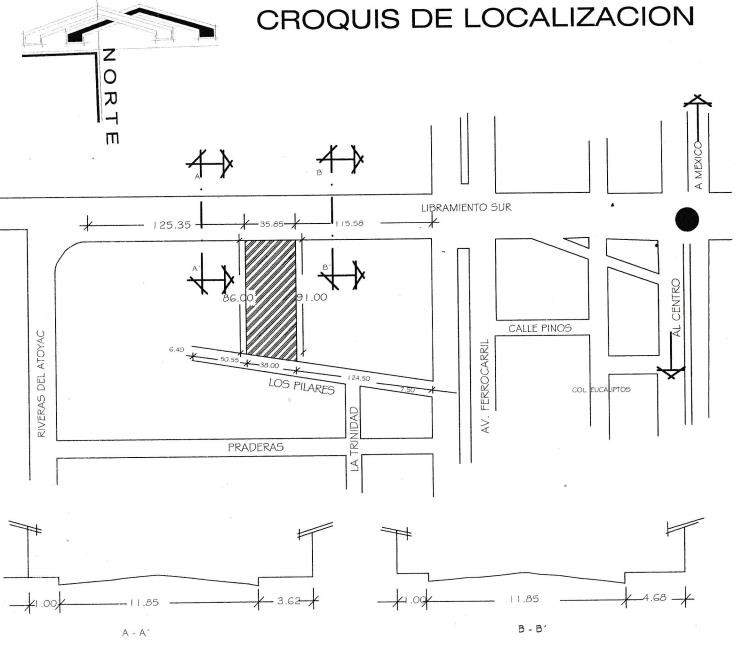 CROQUIS DE LOCALIZACION
NORTE
A MEXICO
A
B
LIBRAMIENTO SUR
125.35
35.85
115.58
A'
B'
86.00
91.00
AL CENTRO
CALLE PINOS
RIVERAS DEL ATOYAC
AV. FERROCARRIL
6.40
50.55
38.00
124.50
7.50
LOS PILARES
COL. EUCALIPTOS
LA TRINIDAD
PRADERAS
1.00
11.85
3.62
1.00
11.85
4.68
A - A'
B - B'